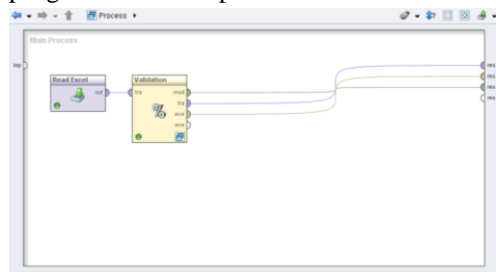 Process
Main Process
inp
Read Excel
out
Validation
tra
mod
tra
ave
ave
res
res
res
res